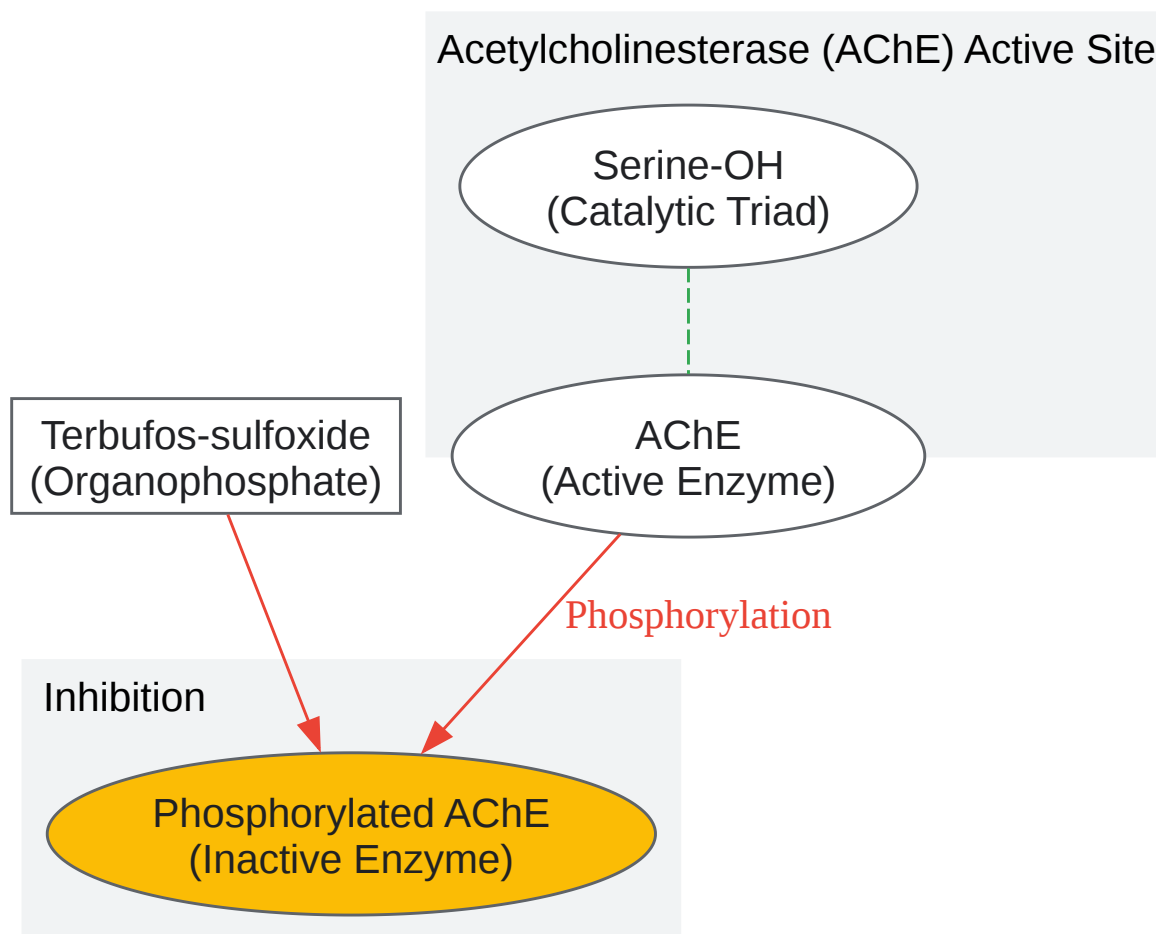 Acetylcholinesterase (AChE) Active Site
Serine-OH
(Catalytic Triad)
Terbufos-sulfoxide
(Organophosphate)
AChE
(Active Enzyme)
Phosphorylation
Inhibition
Phosphorylated AChE
(Inactive Enzyme)